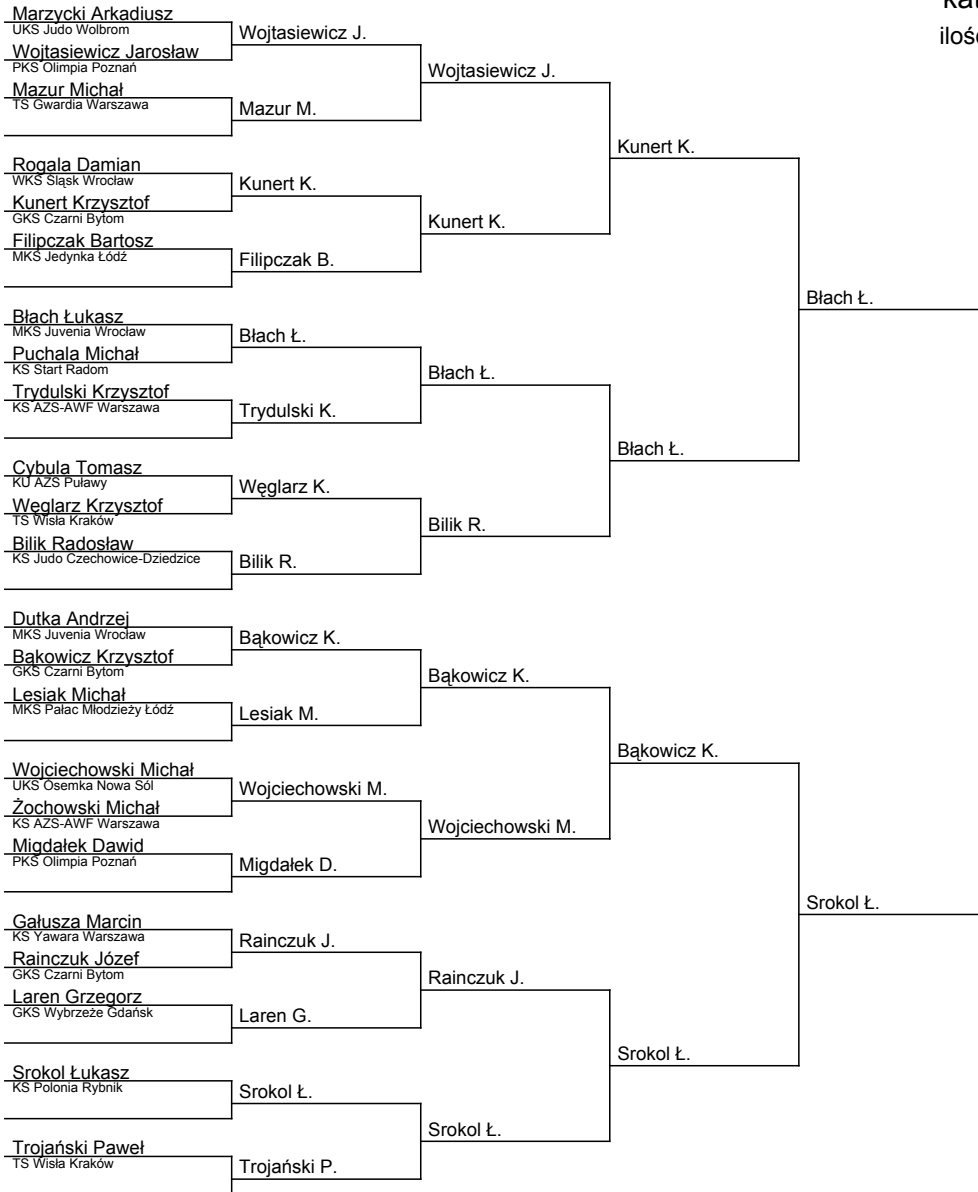 kat
ilość
Marzycki Arkadiusz
UKS Judo Wolbrom
Wojtasiewicz Jarosław
PKS Olimpia Poznań
Mazur Michał
TS Gwardia Warszawa
Rogala Damian
WKS Śląsk Wrocław
Kunert Krzysztof
GKS Czarni Bytom
Filipczak Bartosz
MKS Jedynka Łódź
Błach Łukasz
MKS Juvenia Wrocław
Puchala Michał
KS Start Radom
Trydulski Krzysztof
KS AZS-AWF Warszawa
Cybula Tomasz
KU AZS Puławy
Węglarz Krzysztof
TS Wisła Kraków
Bilik Radosław
KS Judo Czechowice-Dziedzice
Dutka Andrzej
MKS Juvenia Wrocław
Bąkowicz Krzysztof
GKS Czarni Bytom
Lesiak Michał
MKS Pałac Młodzieży Łódź
Wojciechowski Michał
UKS Ósemka Nowa Sól
Żochowski Michał
KS AZS-AWF Warszawa
Migdałek Dawid
PKS Olimpia Poznań
Gałusza Marcin
KS Yawara Warszawa
Rainczuk Józef
GKS Czarni Bytom
Laren Grzegorz
GKS Wybrzeże Gdańsk
Srokol Łukasz
KS Polonia Rybnik
Trojański Paweł
TS Wisła Kraków
Wojtasiewicz J.
Mazur M.
Kunert K.
Filipczak B.
Błach Ł.
Trydulski K.
Węglarz K.
Bilik R.
Bąkowicz K.
Lesiak M.
Wojciechowski M.
Migdałek D.
Rainczuk J.
Laren G.
Srokol Ł.
Trojański P.
Wojtasiewicz J.
Kunert K.
Błach Ł.
Bilik R.
Bąkowicz K.
Wojciechowski M.
Rainczuk J.
Srokol Ł.
Kunert K.
Błach Ł.
Bąkowicz K.
Srokol Ł.
Błach Ł.
Srokol Ł.